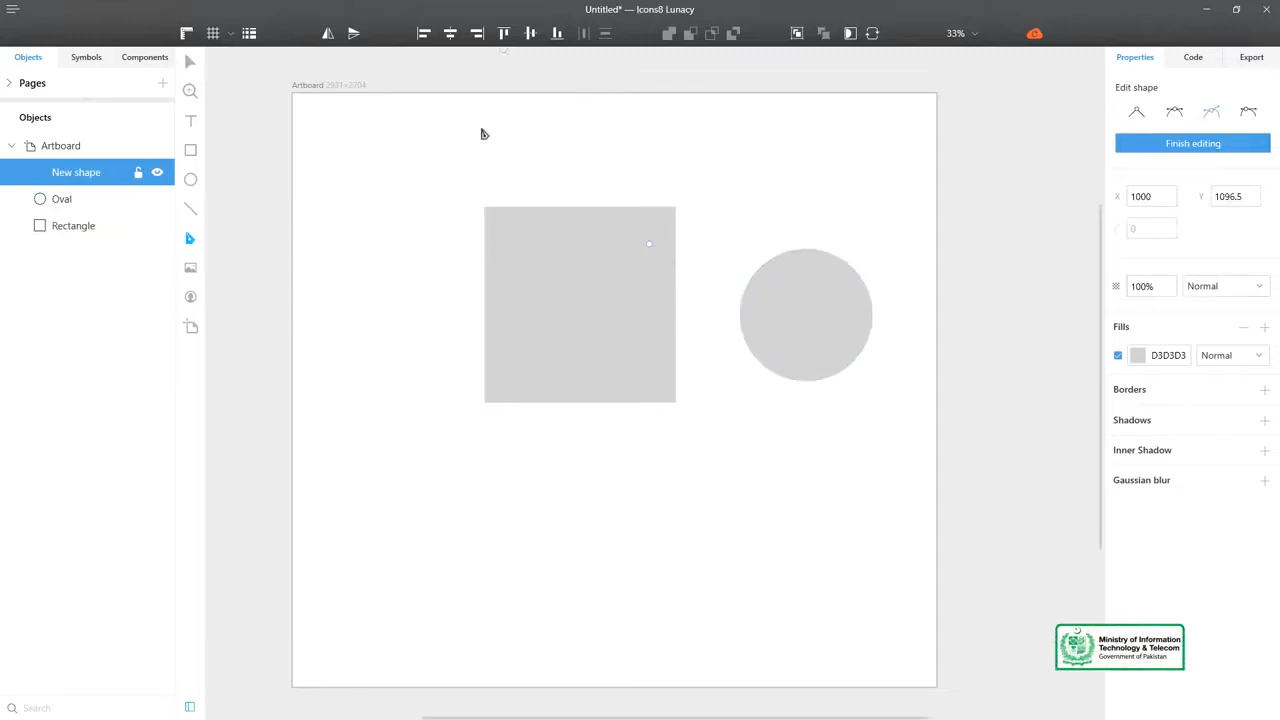 Untitled* — Icons8 Lunacy
33%
Objects
Symbols
Components
Pages
Objects
Artboard
New shape
Oval
Rectangle
Search
Artboard 2931×2704
Properties
Code
Export
Edit shape
Finish editing
X 1000
Y 1096.5
0
100%
Normal
Fills
D3D3D3
Normal
Borders
Shadows
Inner Shadow
Gaussian blur
Ministry of Information
Technology & Telecom
Government of Pakistan